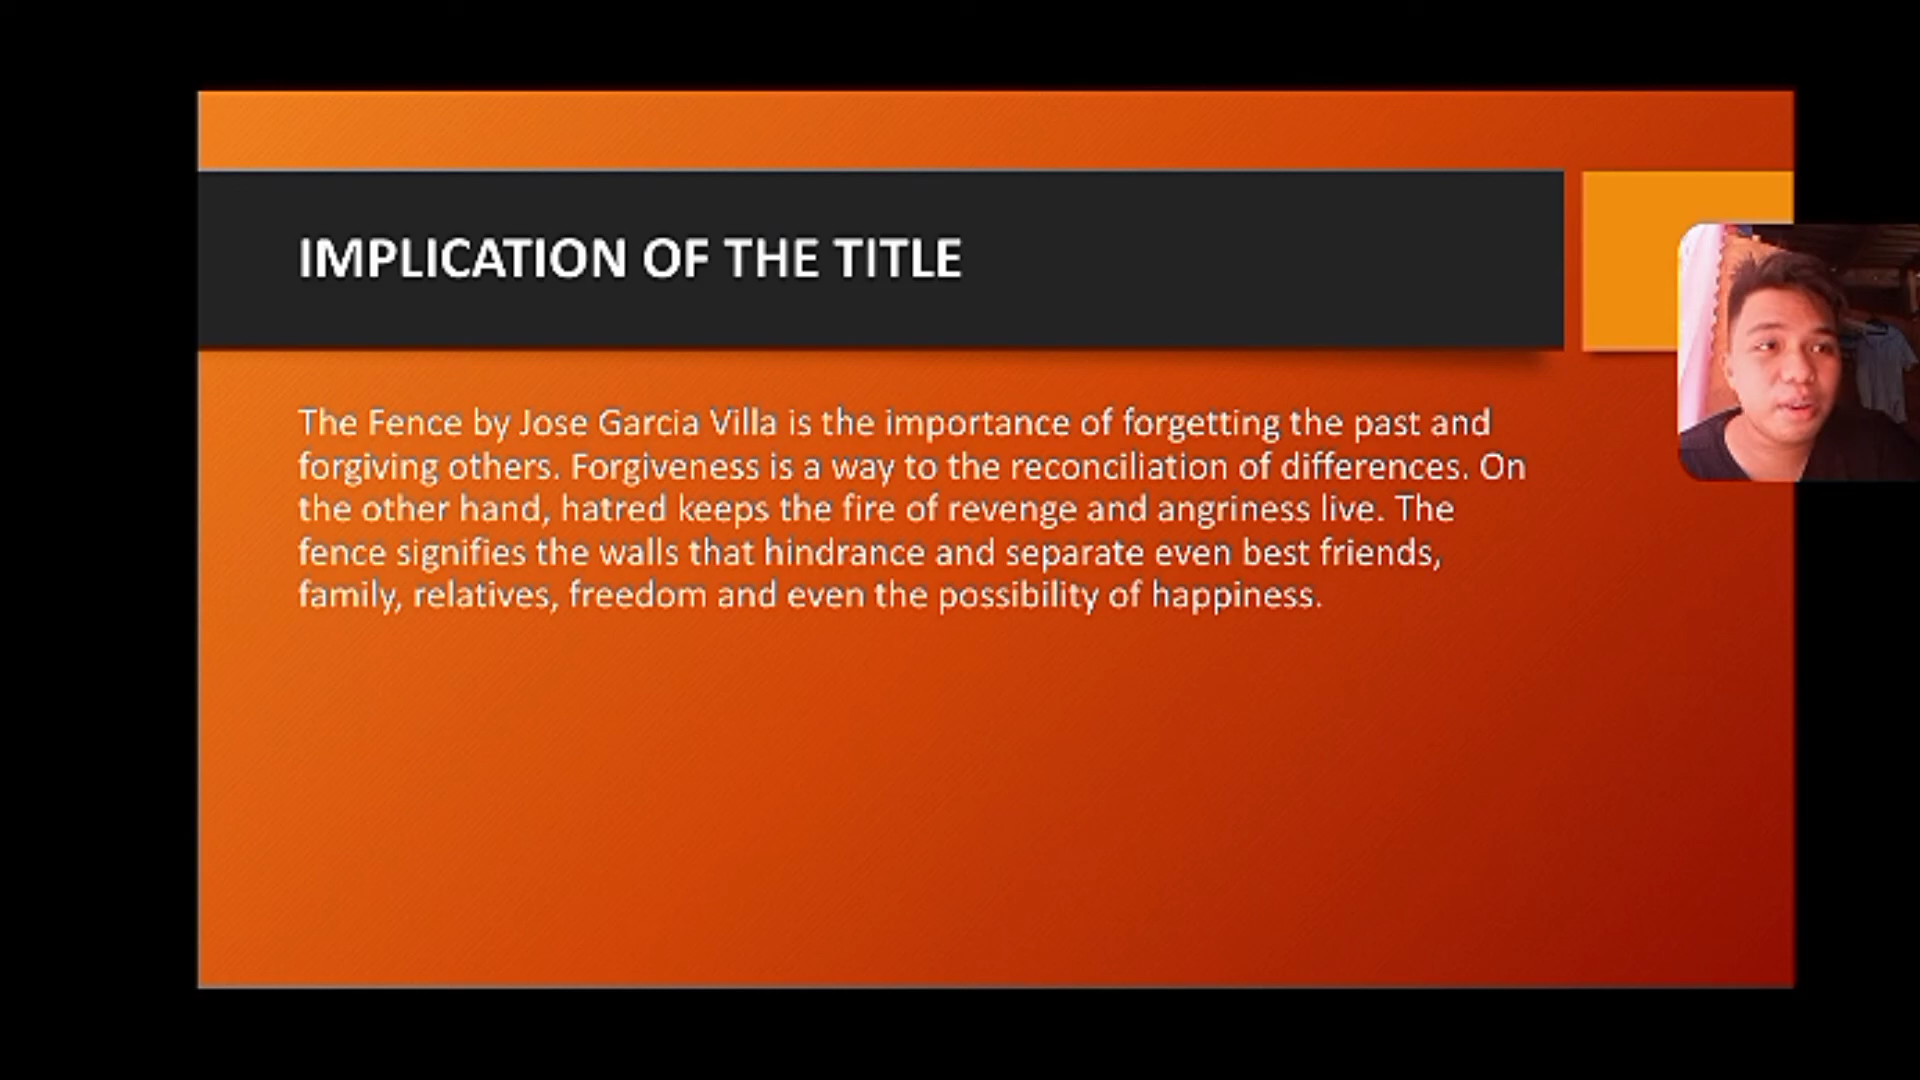 IMPLICATION OF THE TITLE
The Fence by Jose Garcia Villa is the importance of forgetting the past and
forgiving others. Forgiveness is a way to the reconciliation of differences. On
the other hand, hatred keeps the fire of revenge and angriness live. The
fence signifies the walls that hindrance and separate even best friends,
family, relatives, freedom and even the possibility of happiness.